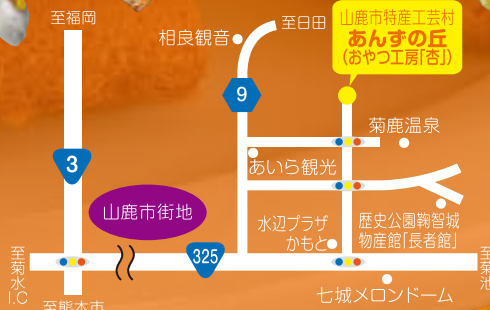 至福岡
至日田
山鹿市特産工芸村
あんずの丘
(おやつ工房「杏」)
相良観音
9
菊鹿温泉
3
あいら観光
山鹿市街地
水辺プラザ
かもと
歴史公園鞠智城
物産館「長者館」
325
至菊水I.C
至菊池
七城メロンドーム
至熊本市